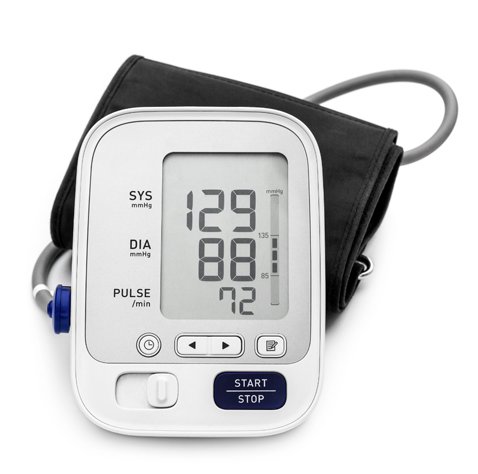 SYS
mmHg
129
mmHg
135
DIA
mmHg
88
85
PULSE
/min
72
START
STOP